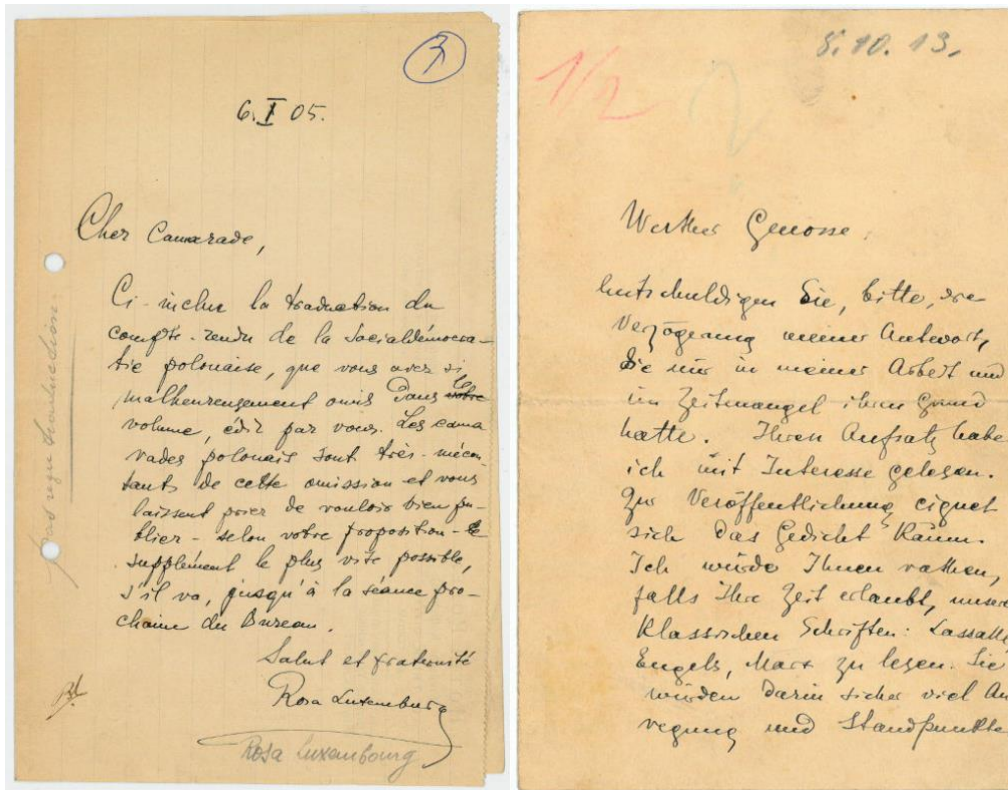 3
6. I 05.
Cher Camarade,
Ci-inclus la traduction du
compte-rendu de la Socialdémocra-
tie polonaise, que vous avez si
malheureusement omis dans le
volume, édit par vous. Les cama
rades polonais sont très-mécon-
tants de cette omission et vous
laissent prier de vouloir bien pu-
blier - selon votre proposition - le
supplément le plus vite possible,
s'il va, jusqu'à la séance pro-
chaine du Bureau.
Salut et fraternité
Rosa Luxemburg
Rosa Luxembourg
pas reçu traduction
8.10.13.
1/2
Werther Genosse,
Entschuldigen Sie, bitte, die
Verzögerung meiner Antwort,
die nur in meiner Arbeit und
im Zeitmangel ihren Grund
hatte. Ihren Aufsatz habe
ich mit Interesse gelesen.
Zur Veröffentlichung eignet
sich das Gedicht kaum.
Ich würde Ihnen rathen,
falls Ihre Zeit erlaubt, unsere
Klassischen Schriften: Lassalle
Engels, Marx zu lesen. Sie
würden darin sicher viel An
regung und Standpunkte